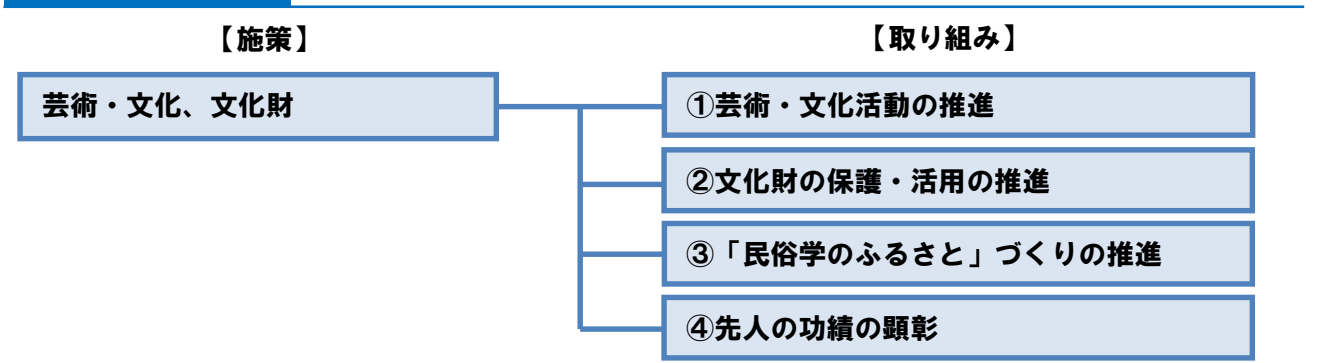 【施策】
【取り組み】
芸術・文化、文化財
①芸術・文化活動の推進
②文化財の保護・活用の推進
③「民俗学のふるさと」づくりの推進
④先人の功績の顕彰